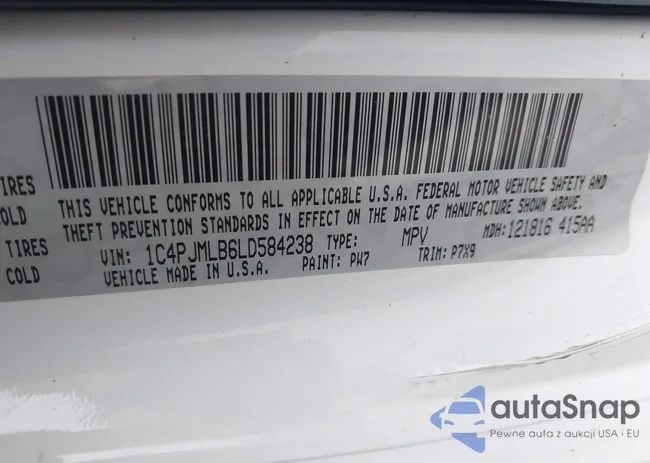 THIS VEHICLE CONFORMS TO ALL APPLICABLE U.S.A. FEDERAL MOTOR VEHICLE SAFETY AND
TIRES
THEFT PREVENTION STANDARDS IN EFFECT ON THE DATE OF MANUFACTURE SHOWN ABOVE.
COLD
VIN: 1C4PJMLB6LD584238 TYPE: MPV MDH:121816 415AA
TIRES
VEHICLE MADE IN U.S.A. PAINT: PW7 TRIM: P7X9
COLD
autaSnap
Pewne auta z aukcji USA i EU